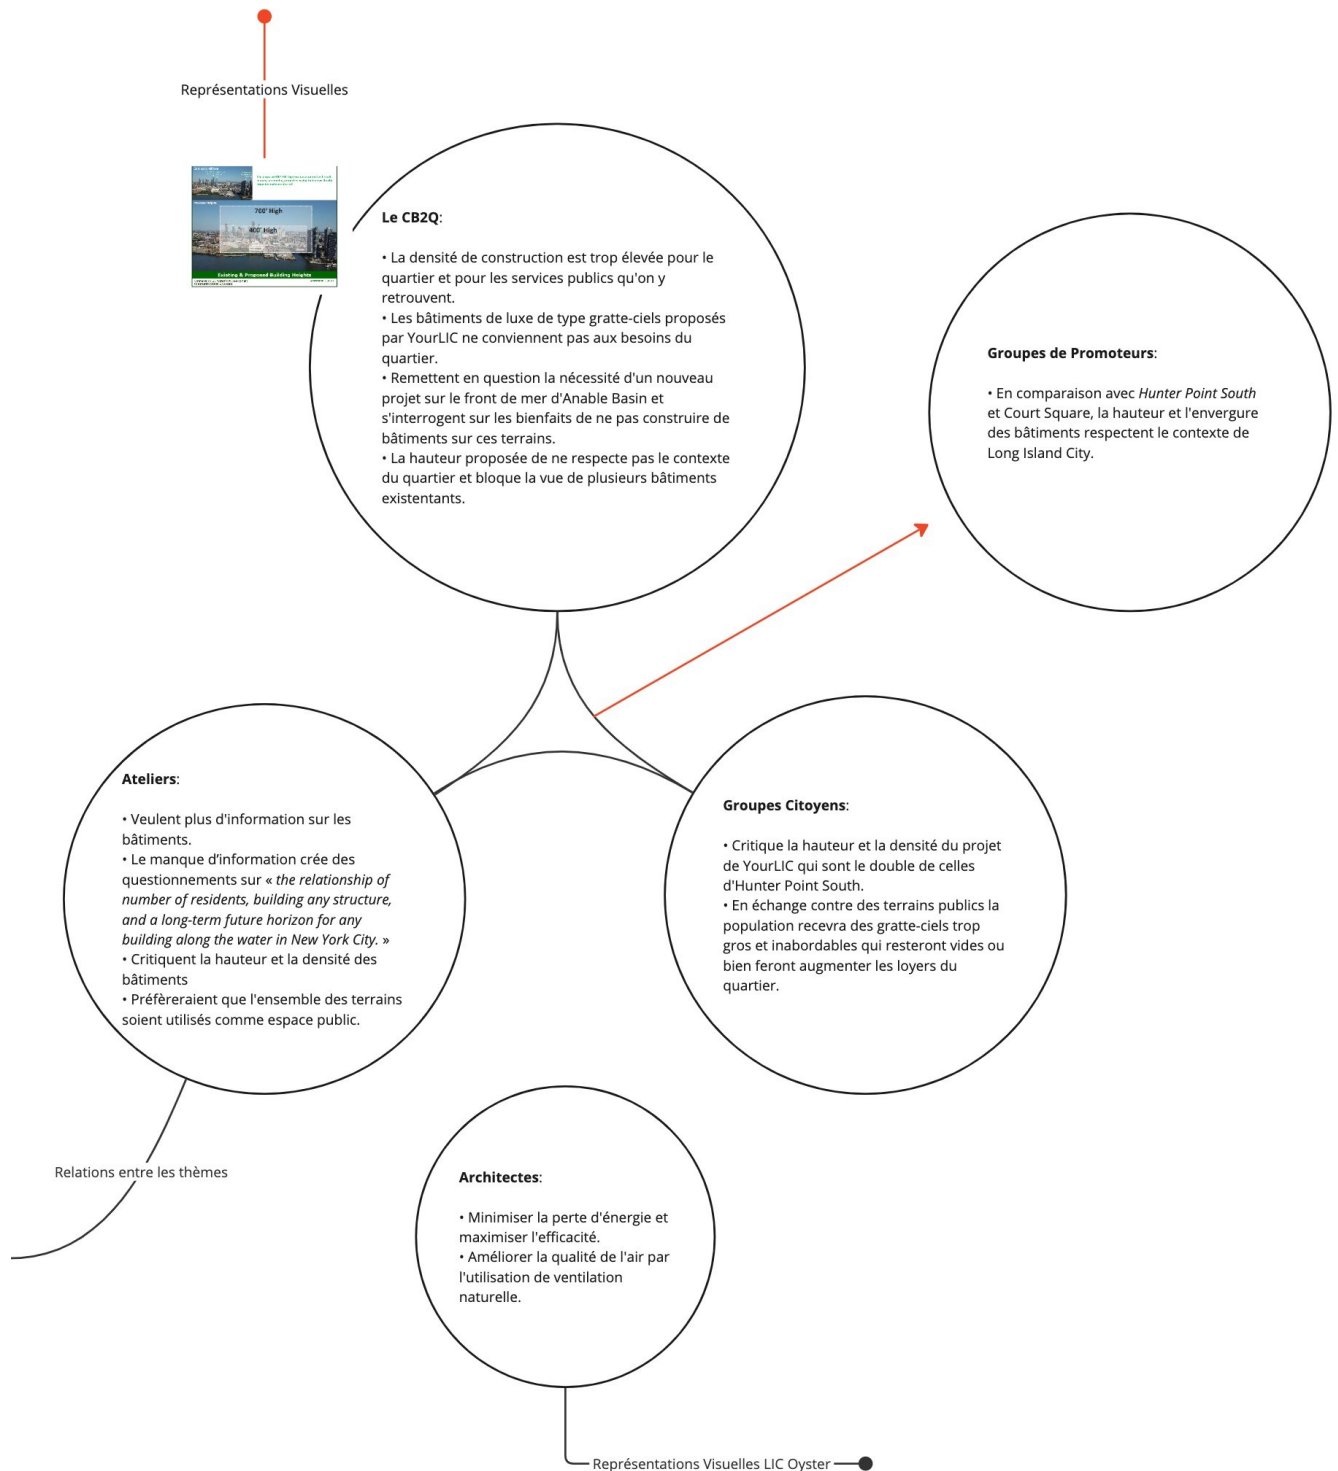 Représentations Visuelles
700' High
400' High
Existing & Proposed Building Heights
Le CB2Q:
• La densité de construction est trop élevée pour le
quartier et pour les services publics qu'on y
retrouvent.
• Les bâtiments de luxe de type gratte-ciels proposés
par YourLIC ne conviennent pas aux besoins du
quartier.
• Remettent en question la nécessité d'un nouveau
projet sur le front de mer d'Anable Basin et
s'interrogent sur les bienfaits de ne pas construire de
bâtiments sur ces terrains.
• La hauteur proposée de ne respecte pas le contexte
du quartier et bloque la vue de plusieurs bâtiments
existentants.
Groupes de Promoteurs:
• En comparaison avec Hunter Point South
et Court Square, la hauteur et l'envergure
des bâtiments respectent le contexte de
Long Island City.
Ateliers:
• Veulent plus d'information sur les
bâtiments.
• Le manque d’information crée des
questionnements sur « the relationship of
number of residents, building any structure,
and a long-term future horizon for any
building along the water in New York City. »
• Critiquent la hauteur et la densité des
bâtiments
• Préfèreraient que l'ensemble des terrains
soient utilisés comme espace public.
Groupes Citoyens:
• Critique la hauteur et la densité du projet
de YourLIC qui sont le double de celles
d'Hunter Point South.
• En échange contre des terrains publics la
population recevra des gratte-ciels trop
gros et inabordables qui resteront vides ou
bien feront augmenter les loyers du
quartier.
Relations entre les thèmes
Architectes:
• Minimiser la perte d'énergie et
maximiser l'efficacité.
• Améliorer la qualité de l'air par
l'utilisation de ventilation
naturelle.
Représentations Visuelles LIC Oyster